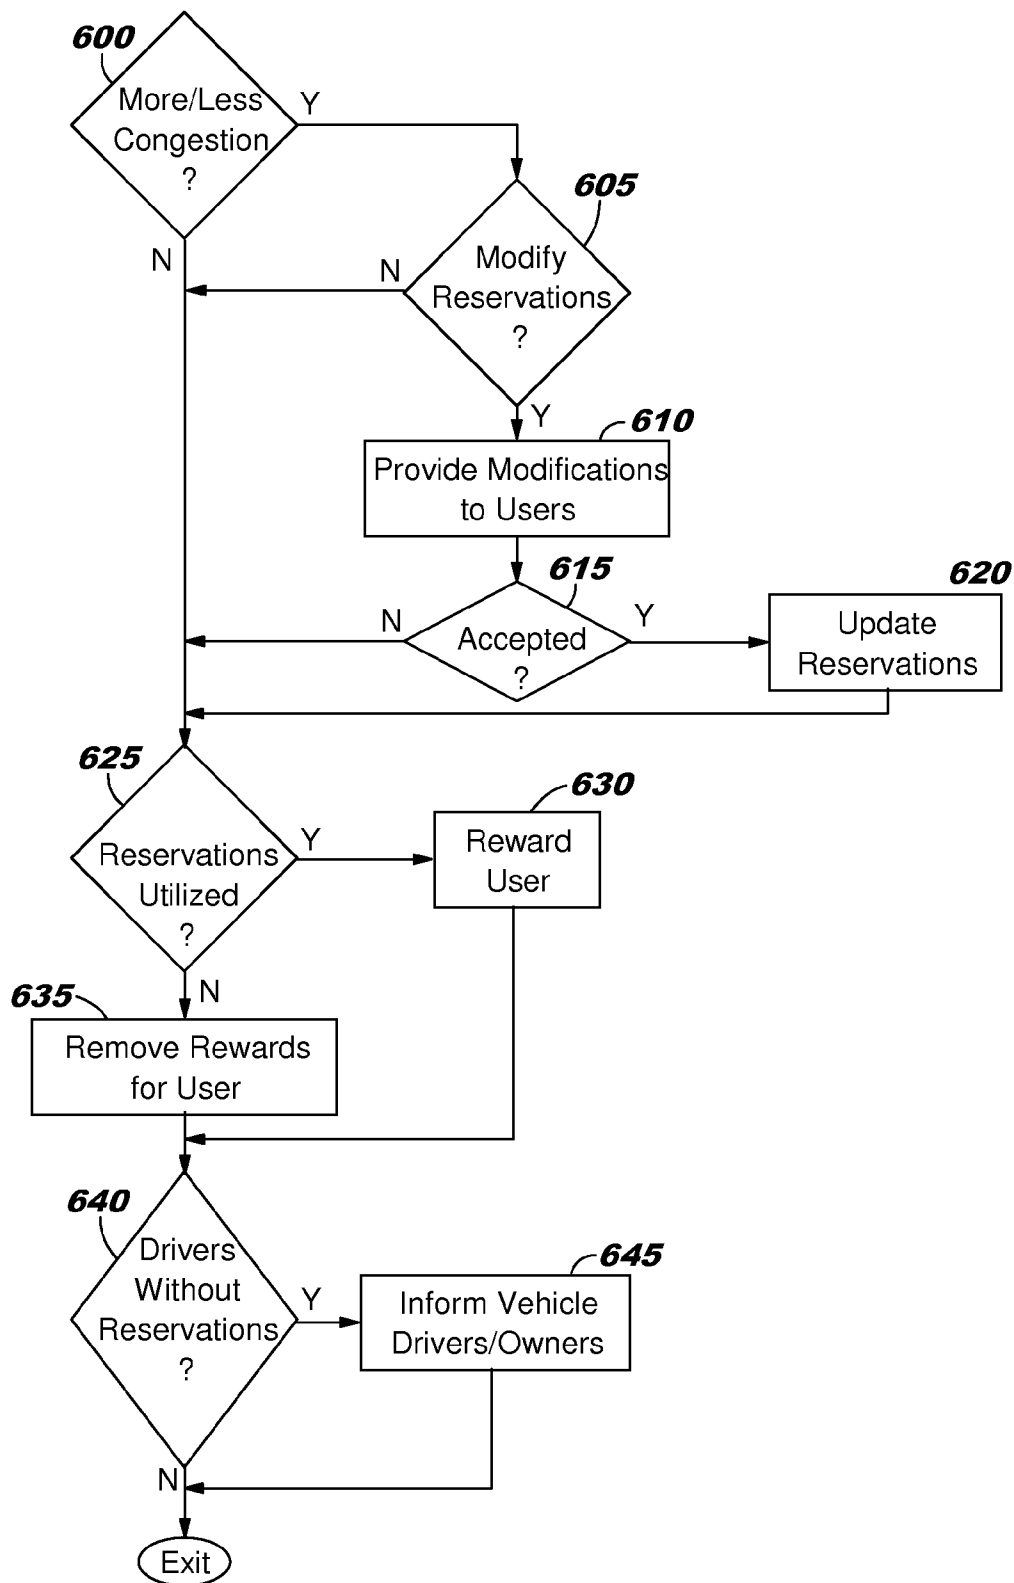 600
More/Less
Congestion
?
Y
N
605
Modify
Reservations
?
N
Y
610
Provide Modifications
to Users
615
Accepted
?
N
Y
620
Update
Reservations
625
Reservations
Utilized
?
Y
N
630
Reward
User
635
Remove Rewards
for User
640
Drivers
Without
Reservations
?
Y
N
645
Inform Vehicle
Drivers/Owners
Exit